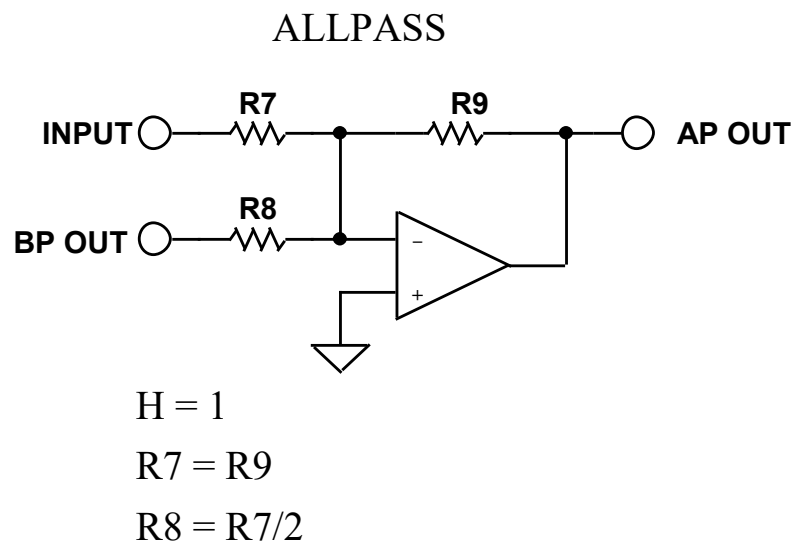 ALLPASS
R7
R9
INPUT
AP OUT
R8
BP OUT
–
+
H = 1
R7 = R9
R8 = R7/2